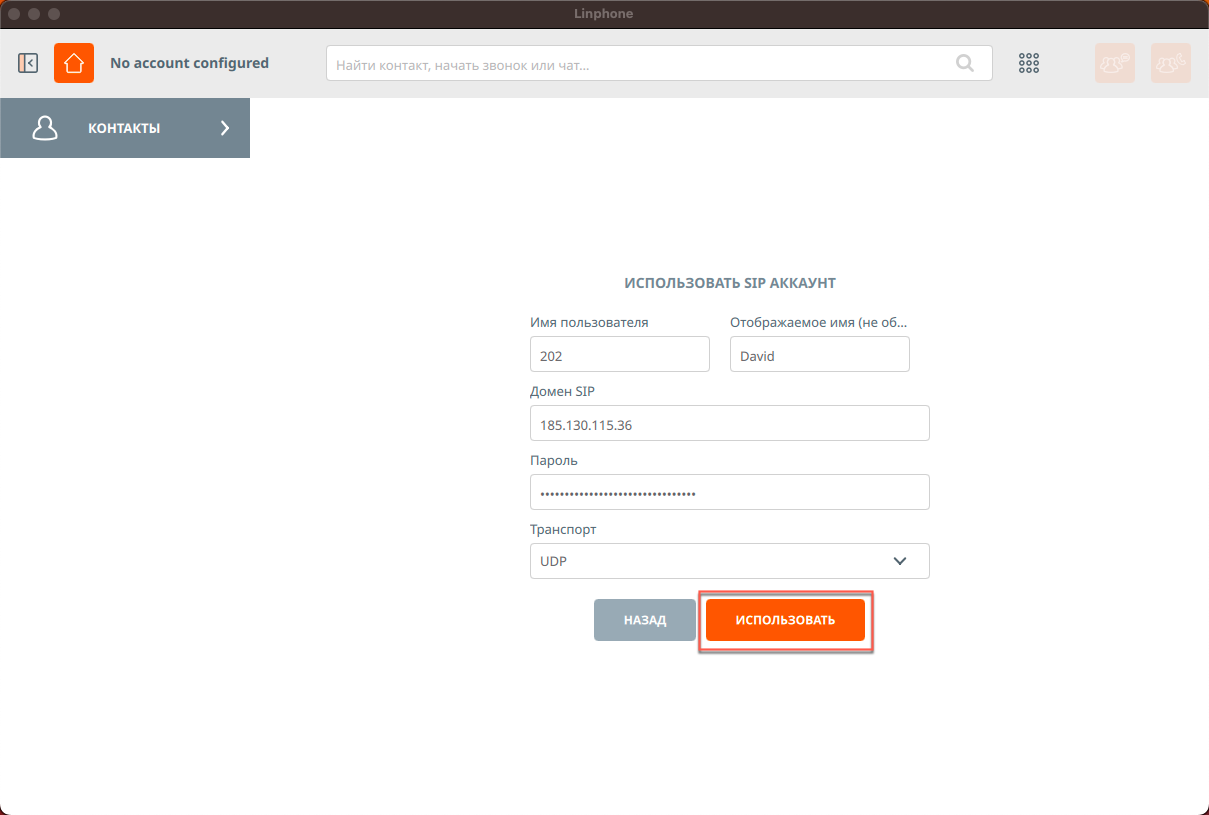 Linphone
No account configured
Найти контакт, начать звонок или чат...
КОНТАКТЫ
ИСПОЛЬЗОВАТЬ SIP АККАУНТ
Имя пользователя
Отображаемое имя (не об...
202
David
Домен SIP
185.130.115.36
Пароль
••••••••••••••••••••••••••••••••
Транспорт
UDP
НАЗАД
ИСПОЛЬЗОВАТЬ